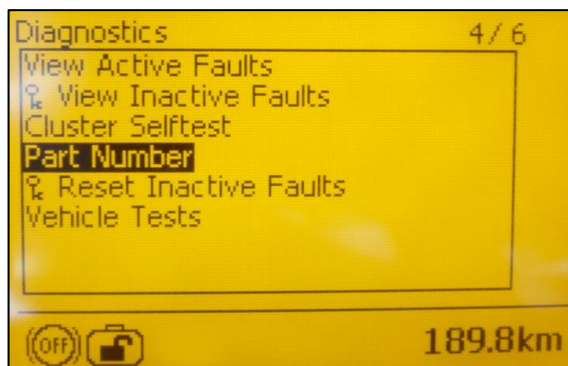 Diagnostics 4/6
View Active Faults
View Inactive Faults
Cluster Selftest
Part Number
Reset Inactive Faults
Vehicle Tests
OFF 189.8km